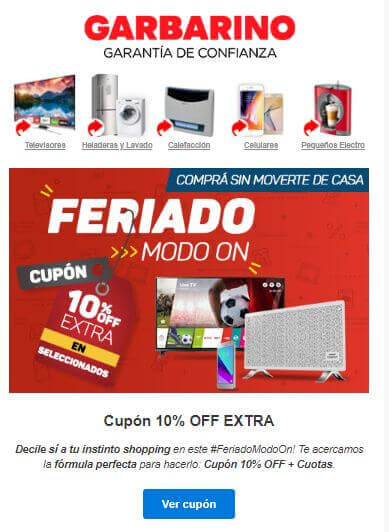 GARBARINO
GARANTÍA DE CONFIANZA
Televisores Heladeras y Lavado Calefacción Celulares Pequeños Electro
COMPRÁ SIN MOVERTE DE CASA
FERIADO
>>> MODO ON
CUPÓN
10% OFF
EXTRA
EN
SELECCIONADOS
Live TV
Cupón 10% OFF EXTRA
Decile sí a tu instinto shopping en este #FeriadoModoOn! Te acercamos
la fórmula perfecta para hacerlo: Cupón 10% OFF + Cuotas.
Ver cupón